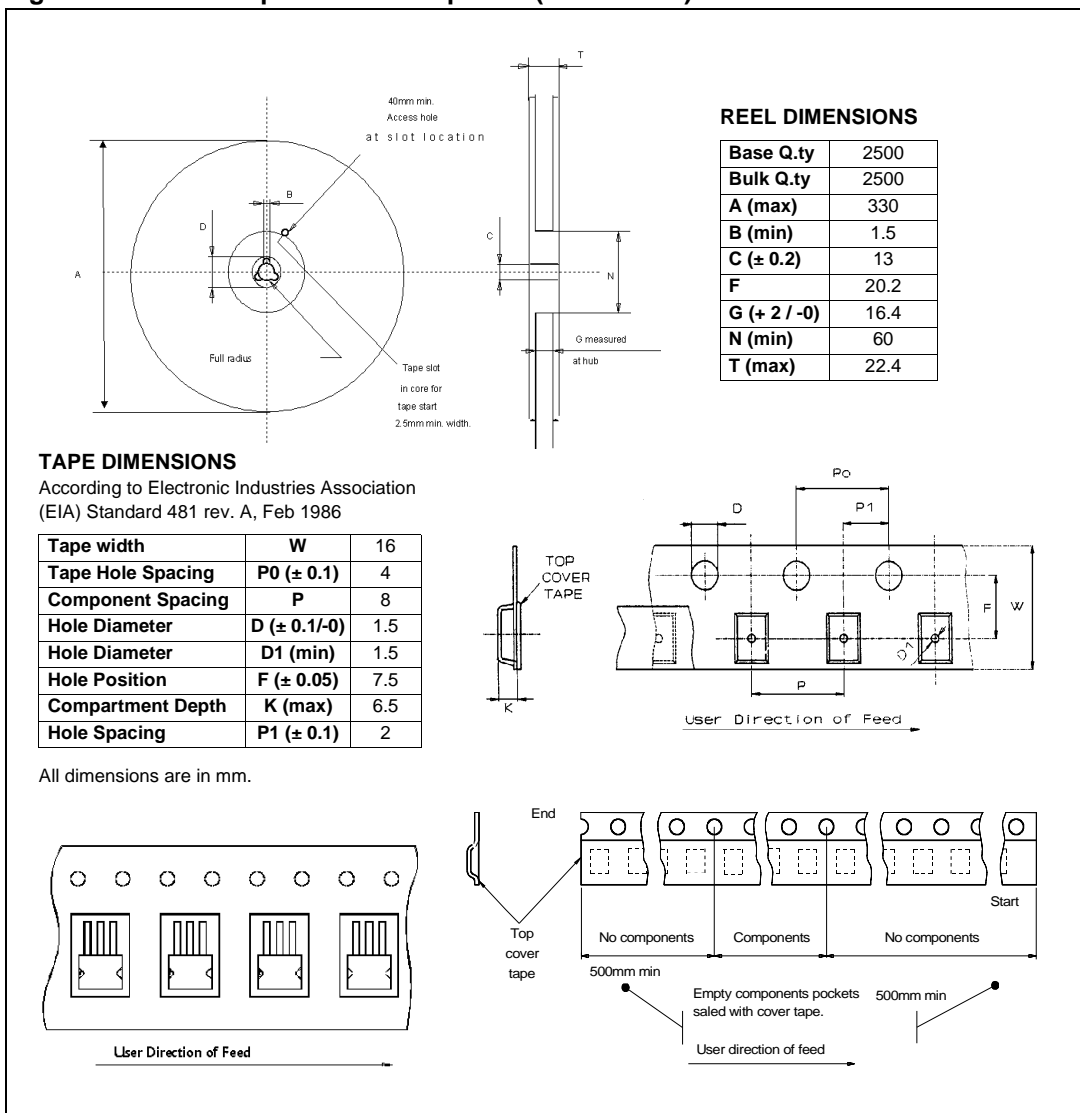 40mm min.
Access hole
at slot location
T
B
D
C
A
N
Full radius
Tape slot
in core for
tape start
2.5mm min. width.
G measured
at hub
REEL DIMENSIONS
Base Q.ty 2500
Bulk Q.ty 2500
A (max) 330
B (min) 1.5
C (± 0.2) 13
F 20.2
G (+ 2 / -0) 16.4
N (min) 60
T (max) 22.4
TAPE DIMENSIONS
According to Electronic Industries Association
(EIA) Standard 481 rev. A, Feb 1986
Tape width W 16
Tape Hole Spacing P0 (± 0.1) 4
Component Spacing P 8
Hole Diameter D (± 0.1/-0) 1.5
Hole Diameter D1 (min) 1.5
Hole Position F (± 0.05) 7.5
Compartment Depth K (max) 6.5
Hole Spacing P1 (± 0.1) 2
All dimensions are in mm.
TOP
COVER
TAPE
K
Po
D
P1
F
W
D1
P
User Direction of Feed
User Direction of Feed
End
Start
Top
cover
tape
No components
Components
No components
500mm min
Empty components pockets
saled with cover tape.
500mm min
User direction of feed